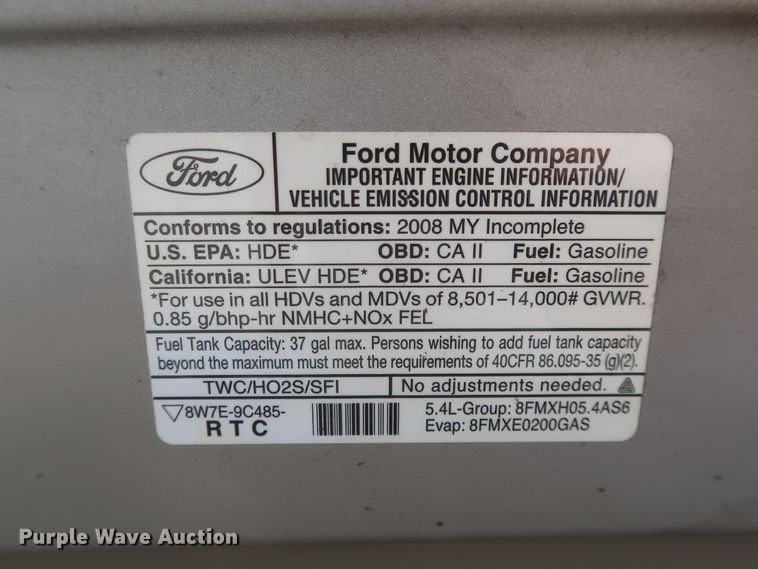 Ford
Ford Motor Company
IMPORTANT ENGINE INFORMATION/
VEHICLE EMISSION CONTROL INFORMATION
Conforms to regulations: 2008 MY Incomplete
U.S. EPA: HDE* OBD: CA II Fuel: Gasoline
California: ULEV HDE* OBD: CA II Fuel: Gasoline
*For use in all HDVs and MDVs of 8,501–14,000# GVWR.
0.85 g/bhp-hr NMHC+NOx FEL
Fuel Tank Capacity: 37 gal max. Persons wishing to add fuel tank capacity
beyond the maximum must meet the requirements of 40CFR 86.095-35 (g)(2).
TWC/HO2S/SFI No adjustments needed.
8W7E-9C485- 5.4L-Group: 8FMXH05.4AS6
RTC Evap: 8FMXE0200GAS
Purple Wave Auction